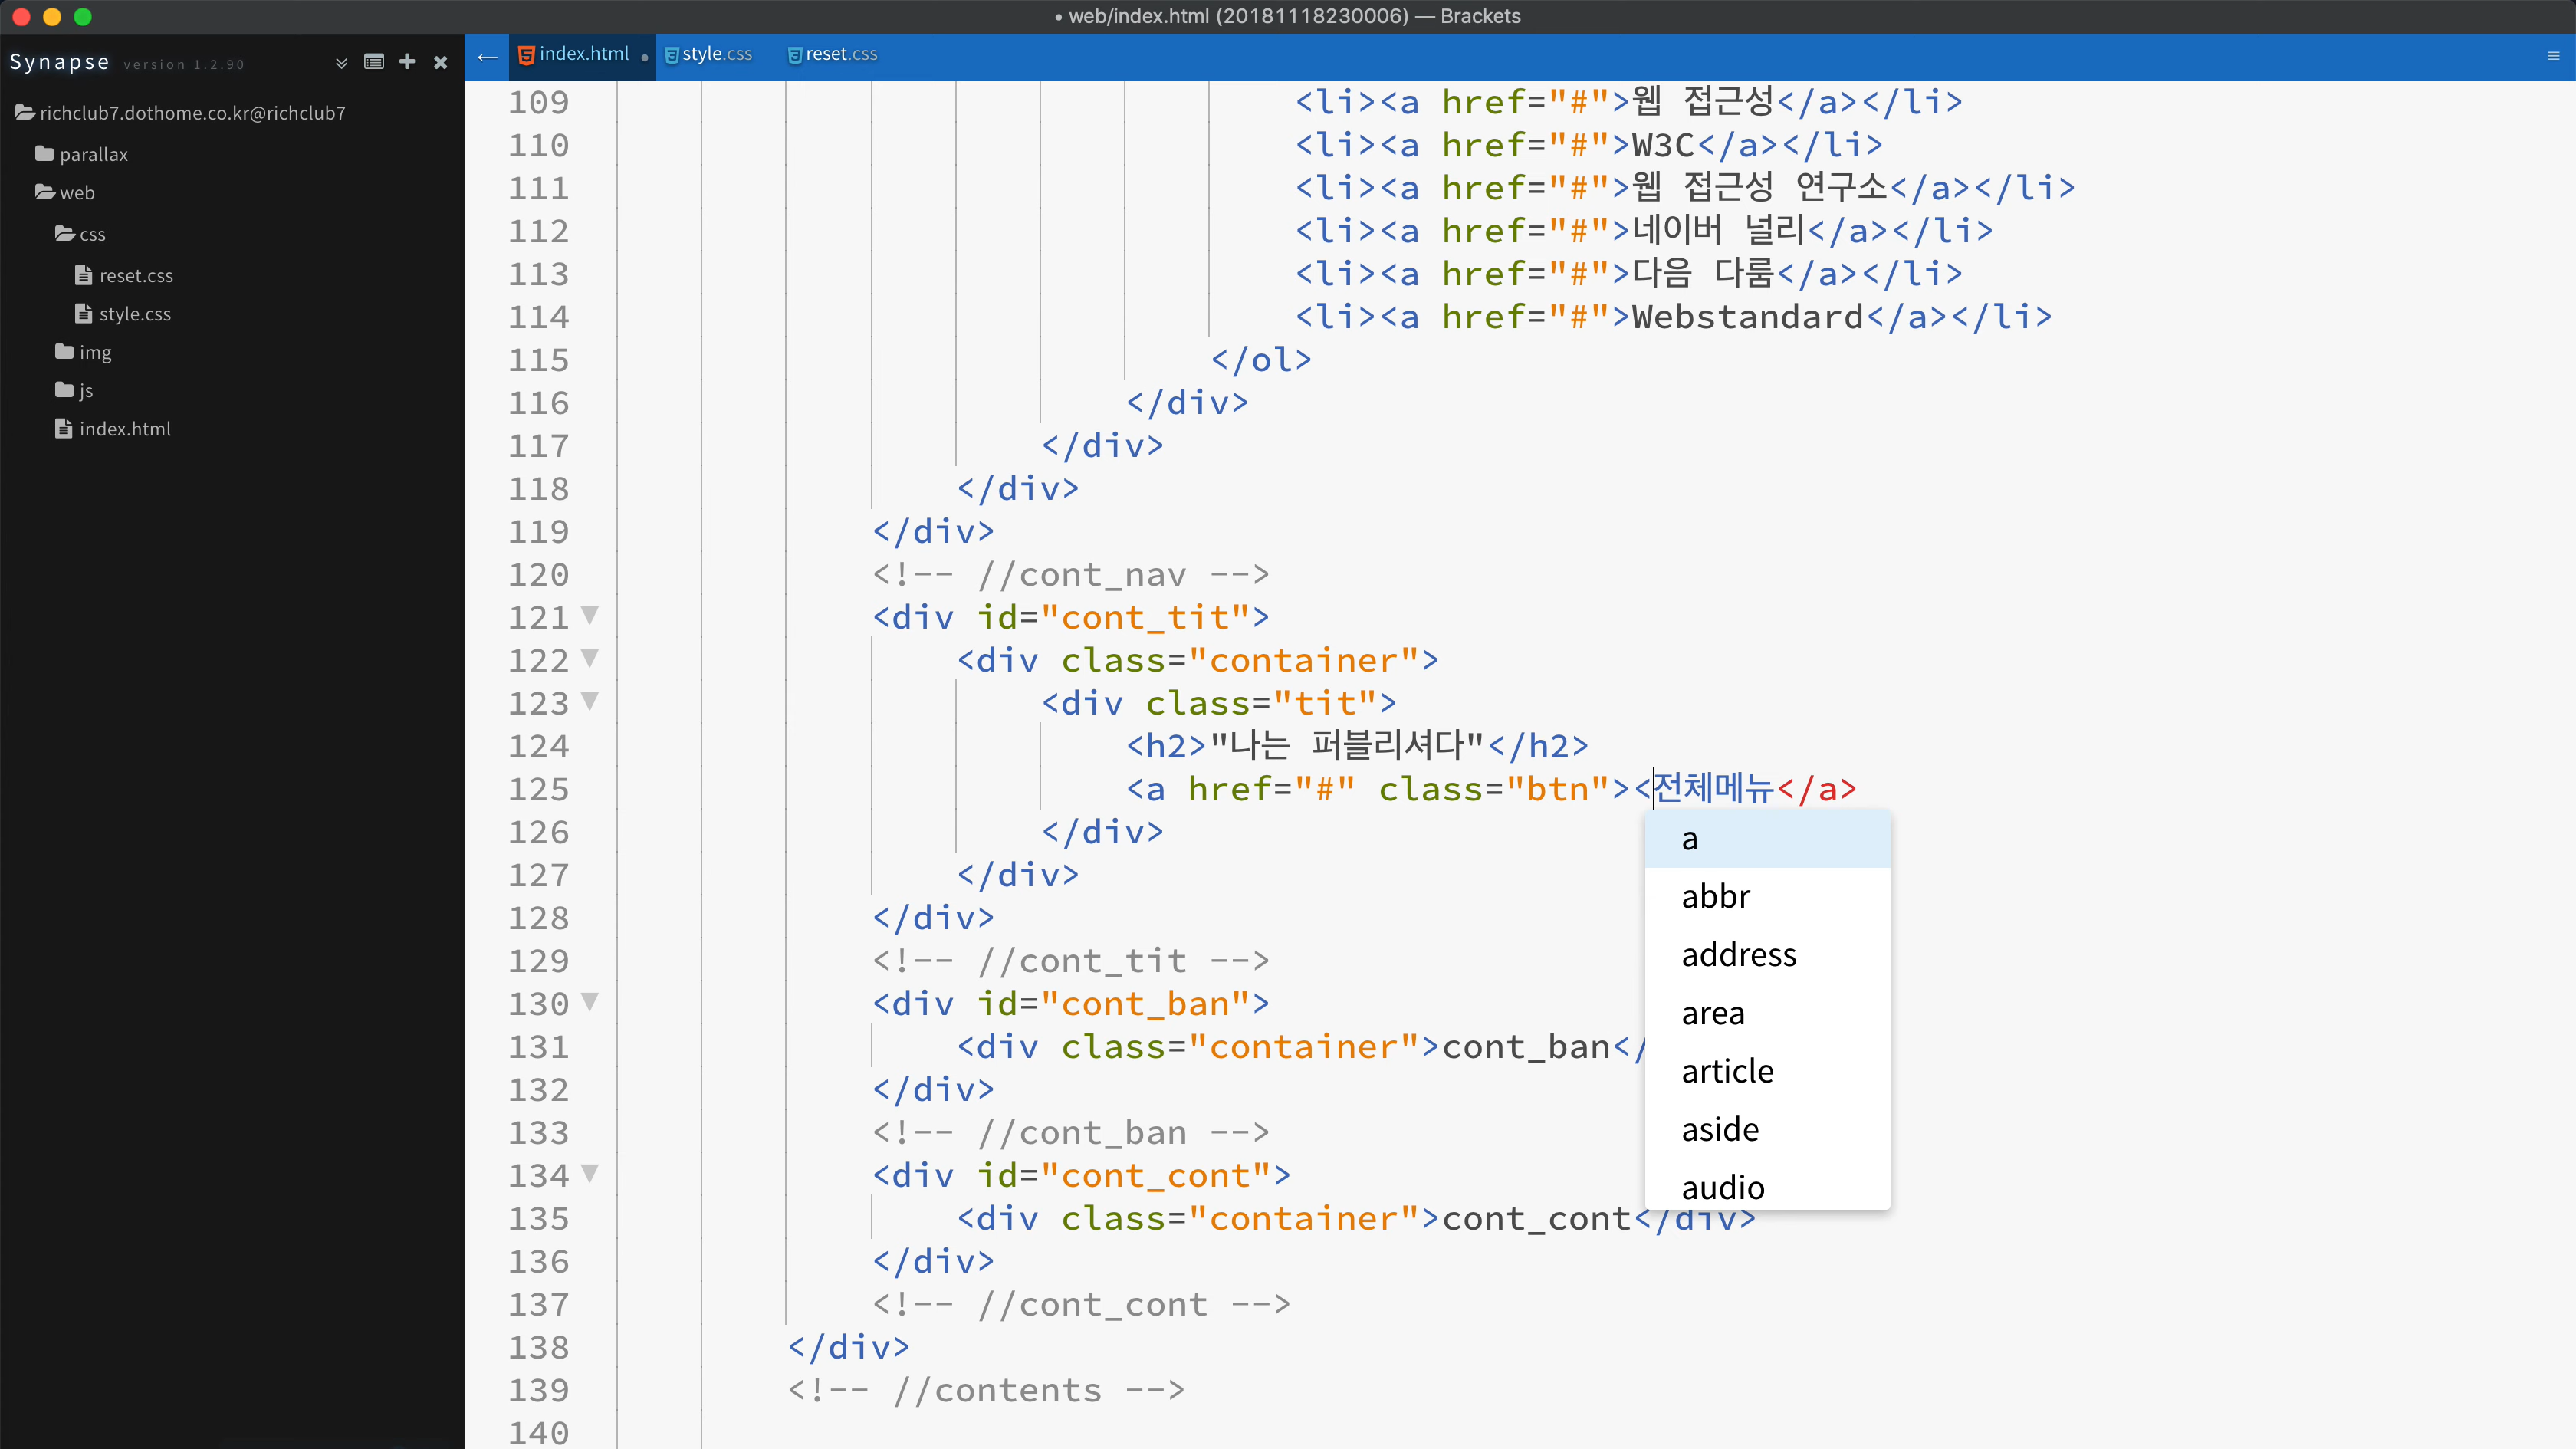 • web/index.html (20181118230006) — Brackets
Synapse version 1.2.90
richclub7.dothome.co.kr@richclub7
parallax
web
css
reset.css
style.css
img
js
index.html
← index.html • style.css reset.css
109 <li><a href="#">웹 접근성</a></li>
110 <li><a href="#">W3C</a></li>
111 <li><a href="#">웹 접근성 연구소</a></li>
112 <li><a href="#">네이버 널리</a></li>
113 <li><a href="#">다음 다룸</a></li>
114 <li><a href="#">Webstandard</a></li>
115 </ol>
116 </div>
117 </div>
118 </div>
119 </div>
120 <!-- //cont_nav -->
121 <div id="cont_tit">
122 <div class="container">
123 <div class="tit">
124 <h2>"나는 퍼블리셔다"</h2>
125 <a href="#" class="btn"><전체메뉴</a>
126 </div>
127 </div>
128 </div>
129 <!-- //cont_tit -->
130 <div id="cont_ban">
131 <div class="container">cont_ban</
132 </div>
133 <!-- //cont_ban -->
134 <div id="cont_cont">
135 <div class="container">cont_cont</div>
136 </div>
137 <!-- //cont_cont -->
138 </div>
139 <!-- //contents -->
140
a
abbr
address
area
article
aside
audio